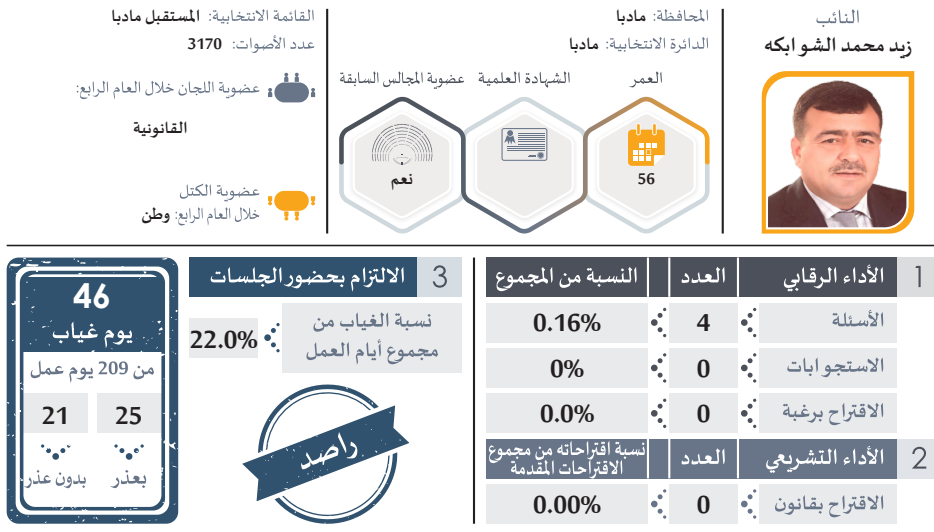 النائب
زيد محمد الشوابكه
المحافظة: مادبا
الدائرة الانتخابية: مادبا
العمر
56
الشهادة العلمية
عضوية المجالس السابقة
نعم
القائمة الانتخابية: المستقبل مادبا
عدد الأصوات: 3170
عضوية اللجان خلال العام الرابع:
القانونية
عضوية الكتل
خلال العام الرابع: وطن
1 الأداء الرقابي العدد النسبة من المجموع
الأسئلة 4 0.16%
الاستجوابات 0 0%
الاقتراح برغبة 0 0.0%
2 الأداء التشريعي العدد نسبة اقتراحاته من مجموع
الاقتراحات المقدمة
الاقتراح بقانون 0 0.00%
3 الالتزام بحضور الجلسات
نسبة الغياب من
مجموع أيام العمل
22.0%
راصد
46
يوم غياب
من 209 يوم عمل
25 21
بعذر بدون عذر